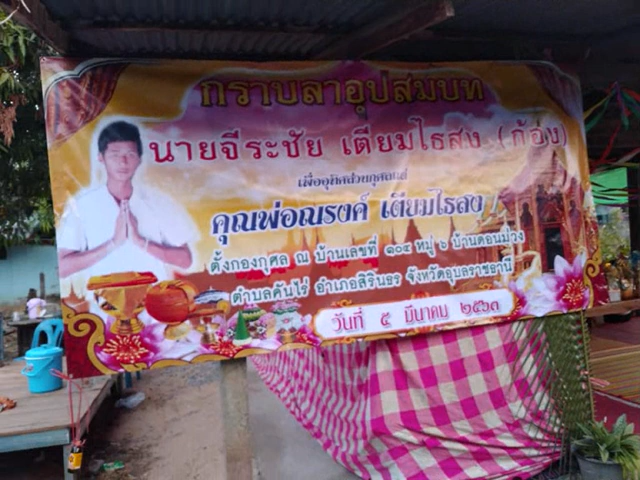 กราบลาอุปสมบท
นายจีระชัย เตียมไธสง (ก้อง)
เพื่ออุทิศส่วนกุศลแก่
คุณพ่อณรงค์ เตียมไธสง
ตั้งกองกุศล ณ บ้านเลขที่ ๑๐๔ หมู่ ๖ บ้านดอนม่วง
ตำบลคันไร่ อำเภอสิรินธร จังหวัดอุบลราชธานี
วันที่ ๕ มีนาคม ๒๕๖๓